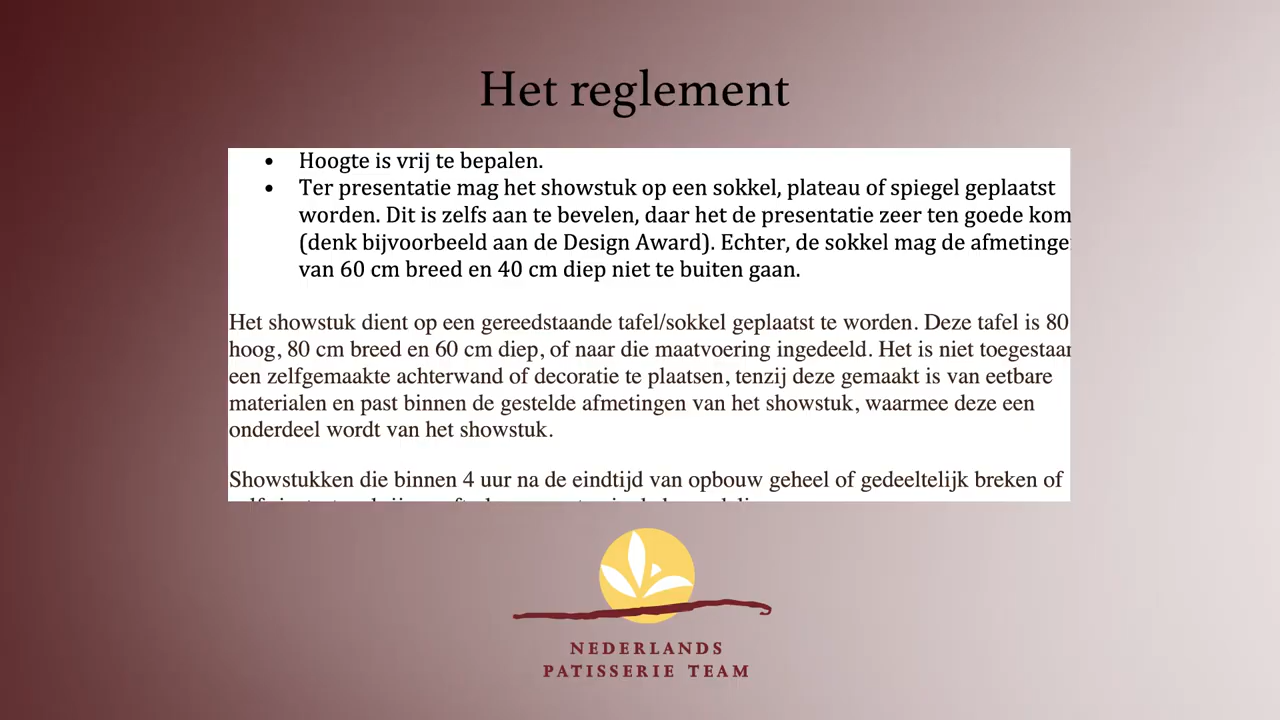 Het reglement
• Hoogte is vrij te bepalen.
• Ter presentatie mag het showstuk op een sokkel, plateau of spiegel geplaatst
worden. Dit is zelfs aan te bevelen, daar het de presentatie zeer ten goede kom
(denk bijvoorbeeld aan de Design Award). Echter, de sokkel mag de afmetinge
van 60 cm breed en 40 cm diep niet te buiten gaan.
Het showstuk dient op een gereedstaande tafel/sokkel geplaatst te worden. Deze tafel is 80
hoog, 80 cm breed en 60 cm diep, of naar die maatvoering ingedeeld. Het is niet toegestaan
een zelfgemaakte achterwand of decoratie te plaatsen, tenzij deze gemaakt is van eetbare
materialen en past binnen de gestelde afmetingen van het showstuk, waarmee deze een
onderdeel wordt van het showstuk.
Showstukken die binnen 4 uur na de eindtijd van opbouw geheel of gedeeltelijk breken of
NEDERLANDS
PATISSERIE TEAM